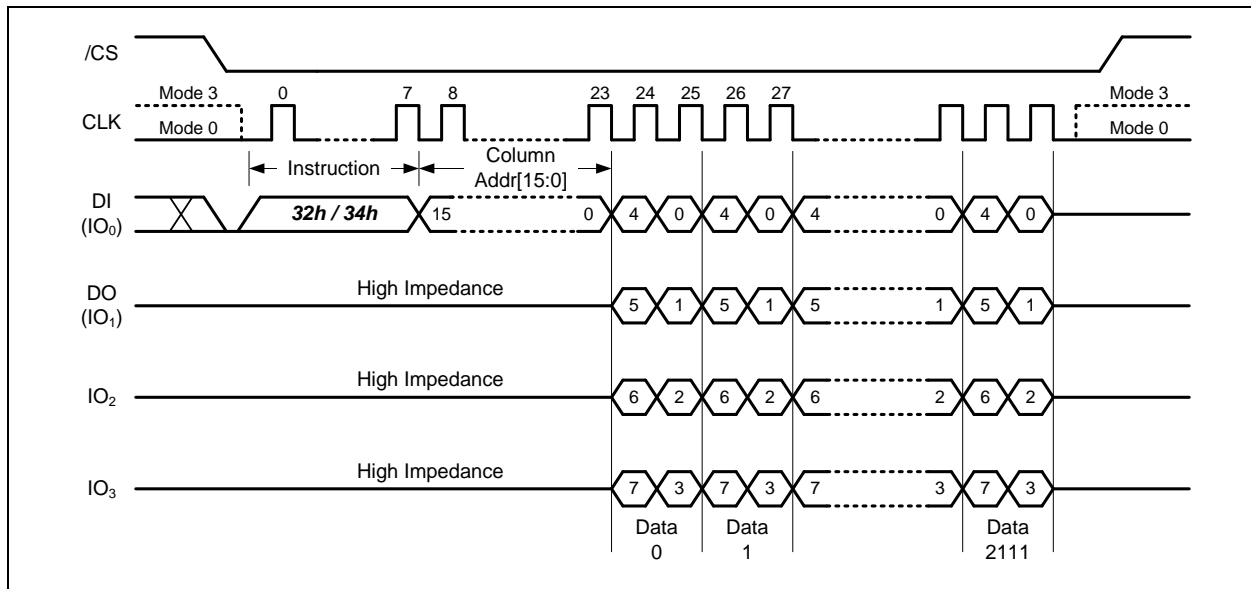 /CS
Mode 3 0 7 8 23 24 25 26 27 Mode 3
CLK
Mode 0 Mode 0
Instruction Column
Addr[15:0]
DI
(IO0) 32h / 34h 15 0 4 0 4 0 4 0 4 0
High Impedance
DO
(IO1) 5 1 5 1 5 1 5 1
High Impedance
IO2 6 2 6 2 6 2 6 2
High Impedance
IO3 7 3 7 3 7 3 7 3
Data Data Data
0 1 2111